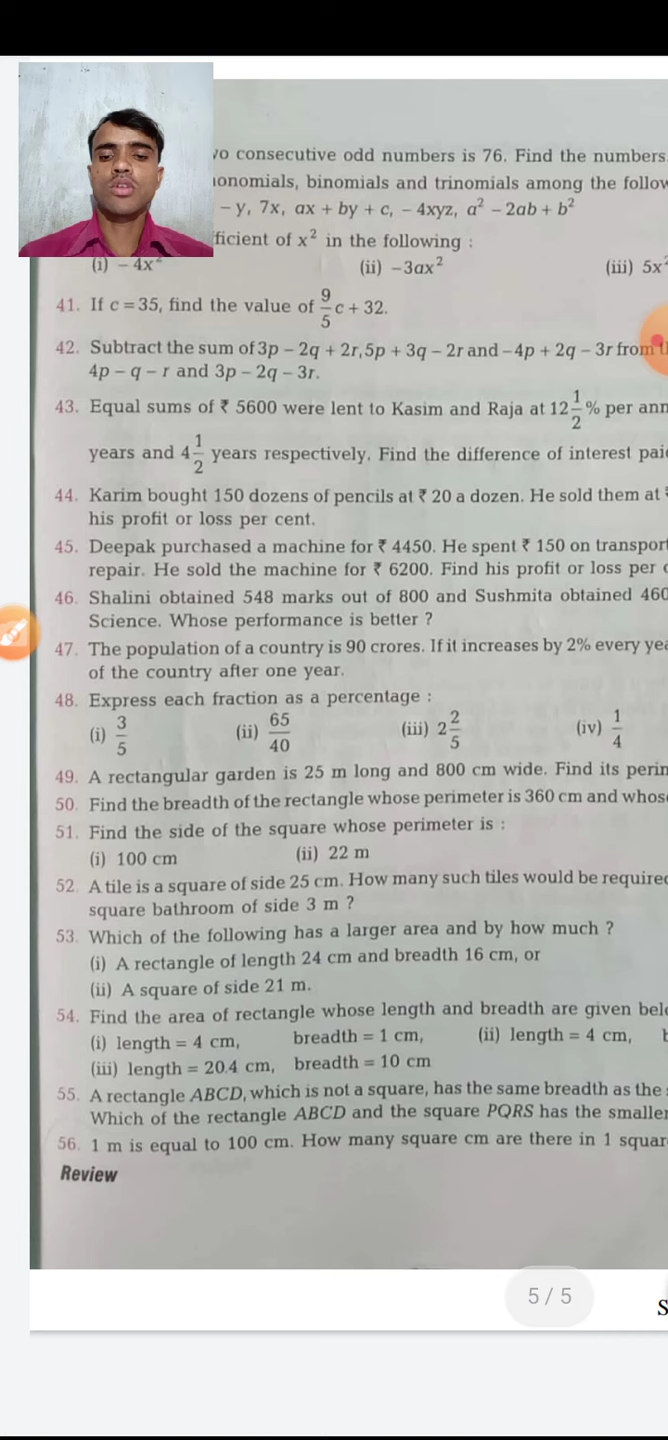 vo consecutive odd numbers is 76. Find the numbers.
onomials, binomials and trinomials among the follow
– y, 7x, ax + by + c, – 4xyz, a² – 2ab + b²
ficient of x² in the following :
(i) – 4x² (ii) –3ax² (iii) 5x²
41. If c = 35, find the value of 9/5 c + 32.
42. Subtract the sum of 3p – 2q + 2r, 5p + 3q – 2r and – 4p + 2q – 3r from
4p – q – r and 3p – 2q – 3r.
43. Equal sums of ₹ 5600 were lent to Kasim and Raja at 12 1/2 % per ann
years and 4 1/2 years respectively. Find the difference of interest paid
44. Karim bought 150 dozens of pencils at ₹ 20 a dozen. He sold them at ₹
his profit or loss per cent.
45. Deepak purchased a machine for ₹ 4450. He spent ₹ 150 on transport
repair. He sold the machine for ₹ 6200. Find his profit or loss per c
46. Shalini obtained 548 marks out of 800 and Sushmita obtained 460
Science. Whose performance is better ?
47. The population of a country is 90 crores. If it increases by 2% every yea
of the country after one year.
48. Express each fraction as a percentage :
(i) 3/5 (ii) 65/40 (iii) 2 2/5 (iv) 1/4
49. A rectangular garden is 25 m long and 800 cm wide. Find its perin
50. Find the breadth of the rectangle whose perimeter is 360 cm and whose
51. Find the side of the square whose perimeter is :
(i) 100 cm (ii) 22 m
52. A tile is a square of side 25 cm. How many such tiles would be required
square bathroom of side 3 m ?
53. Which of the following has a larger area and by how much ?
(i) A rectangle of length 24 cm and breadth 16 cm, or
(ii) A square of side 21 m.
54. Find the area of rectangle whose length and breadth are given belo
(i) length = 4 cm, breadth = 1 cm, (ii) length = 4 cm, b
(iii) length = 20.4 cm, breadth = 10 cm
55. A rectangle ABCD, which is not a square, has the same breadth as the s
Which of the rectangle ABCD and the square PQRS has the smaller
56. 1 m is equal to 100 cm. How many square cm are there in 1 squar
Review
5 / 5
S